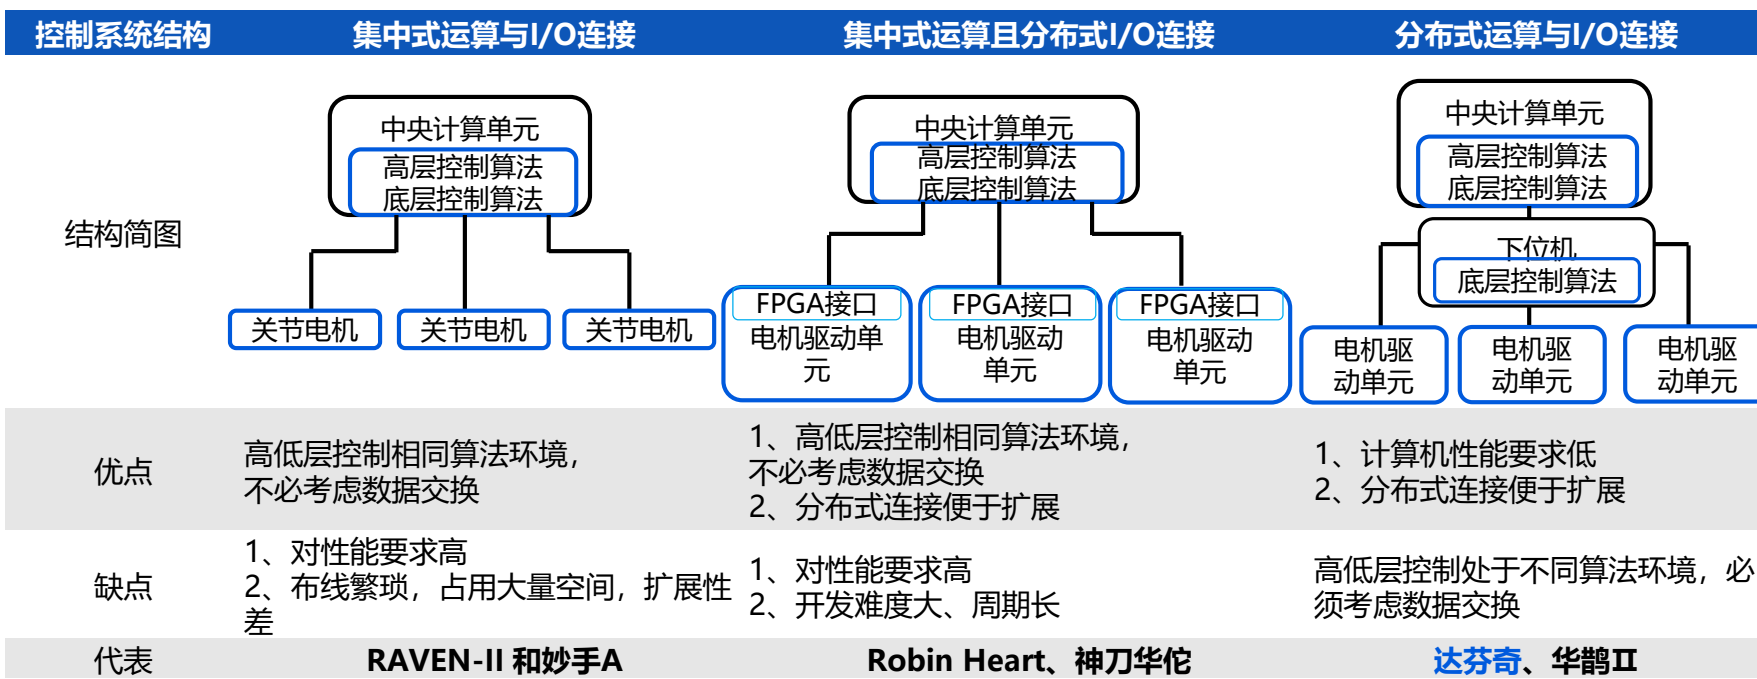 控制系统结构 集中式运算与I/O连接 集中式运算且分布式I/O连接 分布式运算与I/O连接
结构简图
中央计算单元
高层控制算法
底层控制算法
关节电机 关节电机 关节电机
中央计算单元
高层控制算法
底层控制算法
FPGA接口 FPGA接口 FPGA接口
电机驱动单
元
电机驱动
单元
电机驱动
单元
中央计算单元
高层控制算法
底层控制算法
下位机
底层控制算法
电机驱
动单元
电机驱
动单元
电机驱
动单元
优点
高低层控制相同算法环境，
不必考虑数据交换
1、高低层控制相同算法环境，
不必考虑数据交换
2、分布式连接便于扩展
1、计算机性能要求低
2、分布式连接便于扩展
缺点
1、对性能要求高
2、布线繁琐，占用大量空间，扩展性
差
1、对性能要求高
2、开发难度大、周期长
高低层控制处于不同算法环境，必
须考虑数据交换
代表 RAVEN-II 和妙手A Robin Heart、神刀华佗 达芬奇、华鹊II